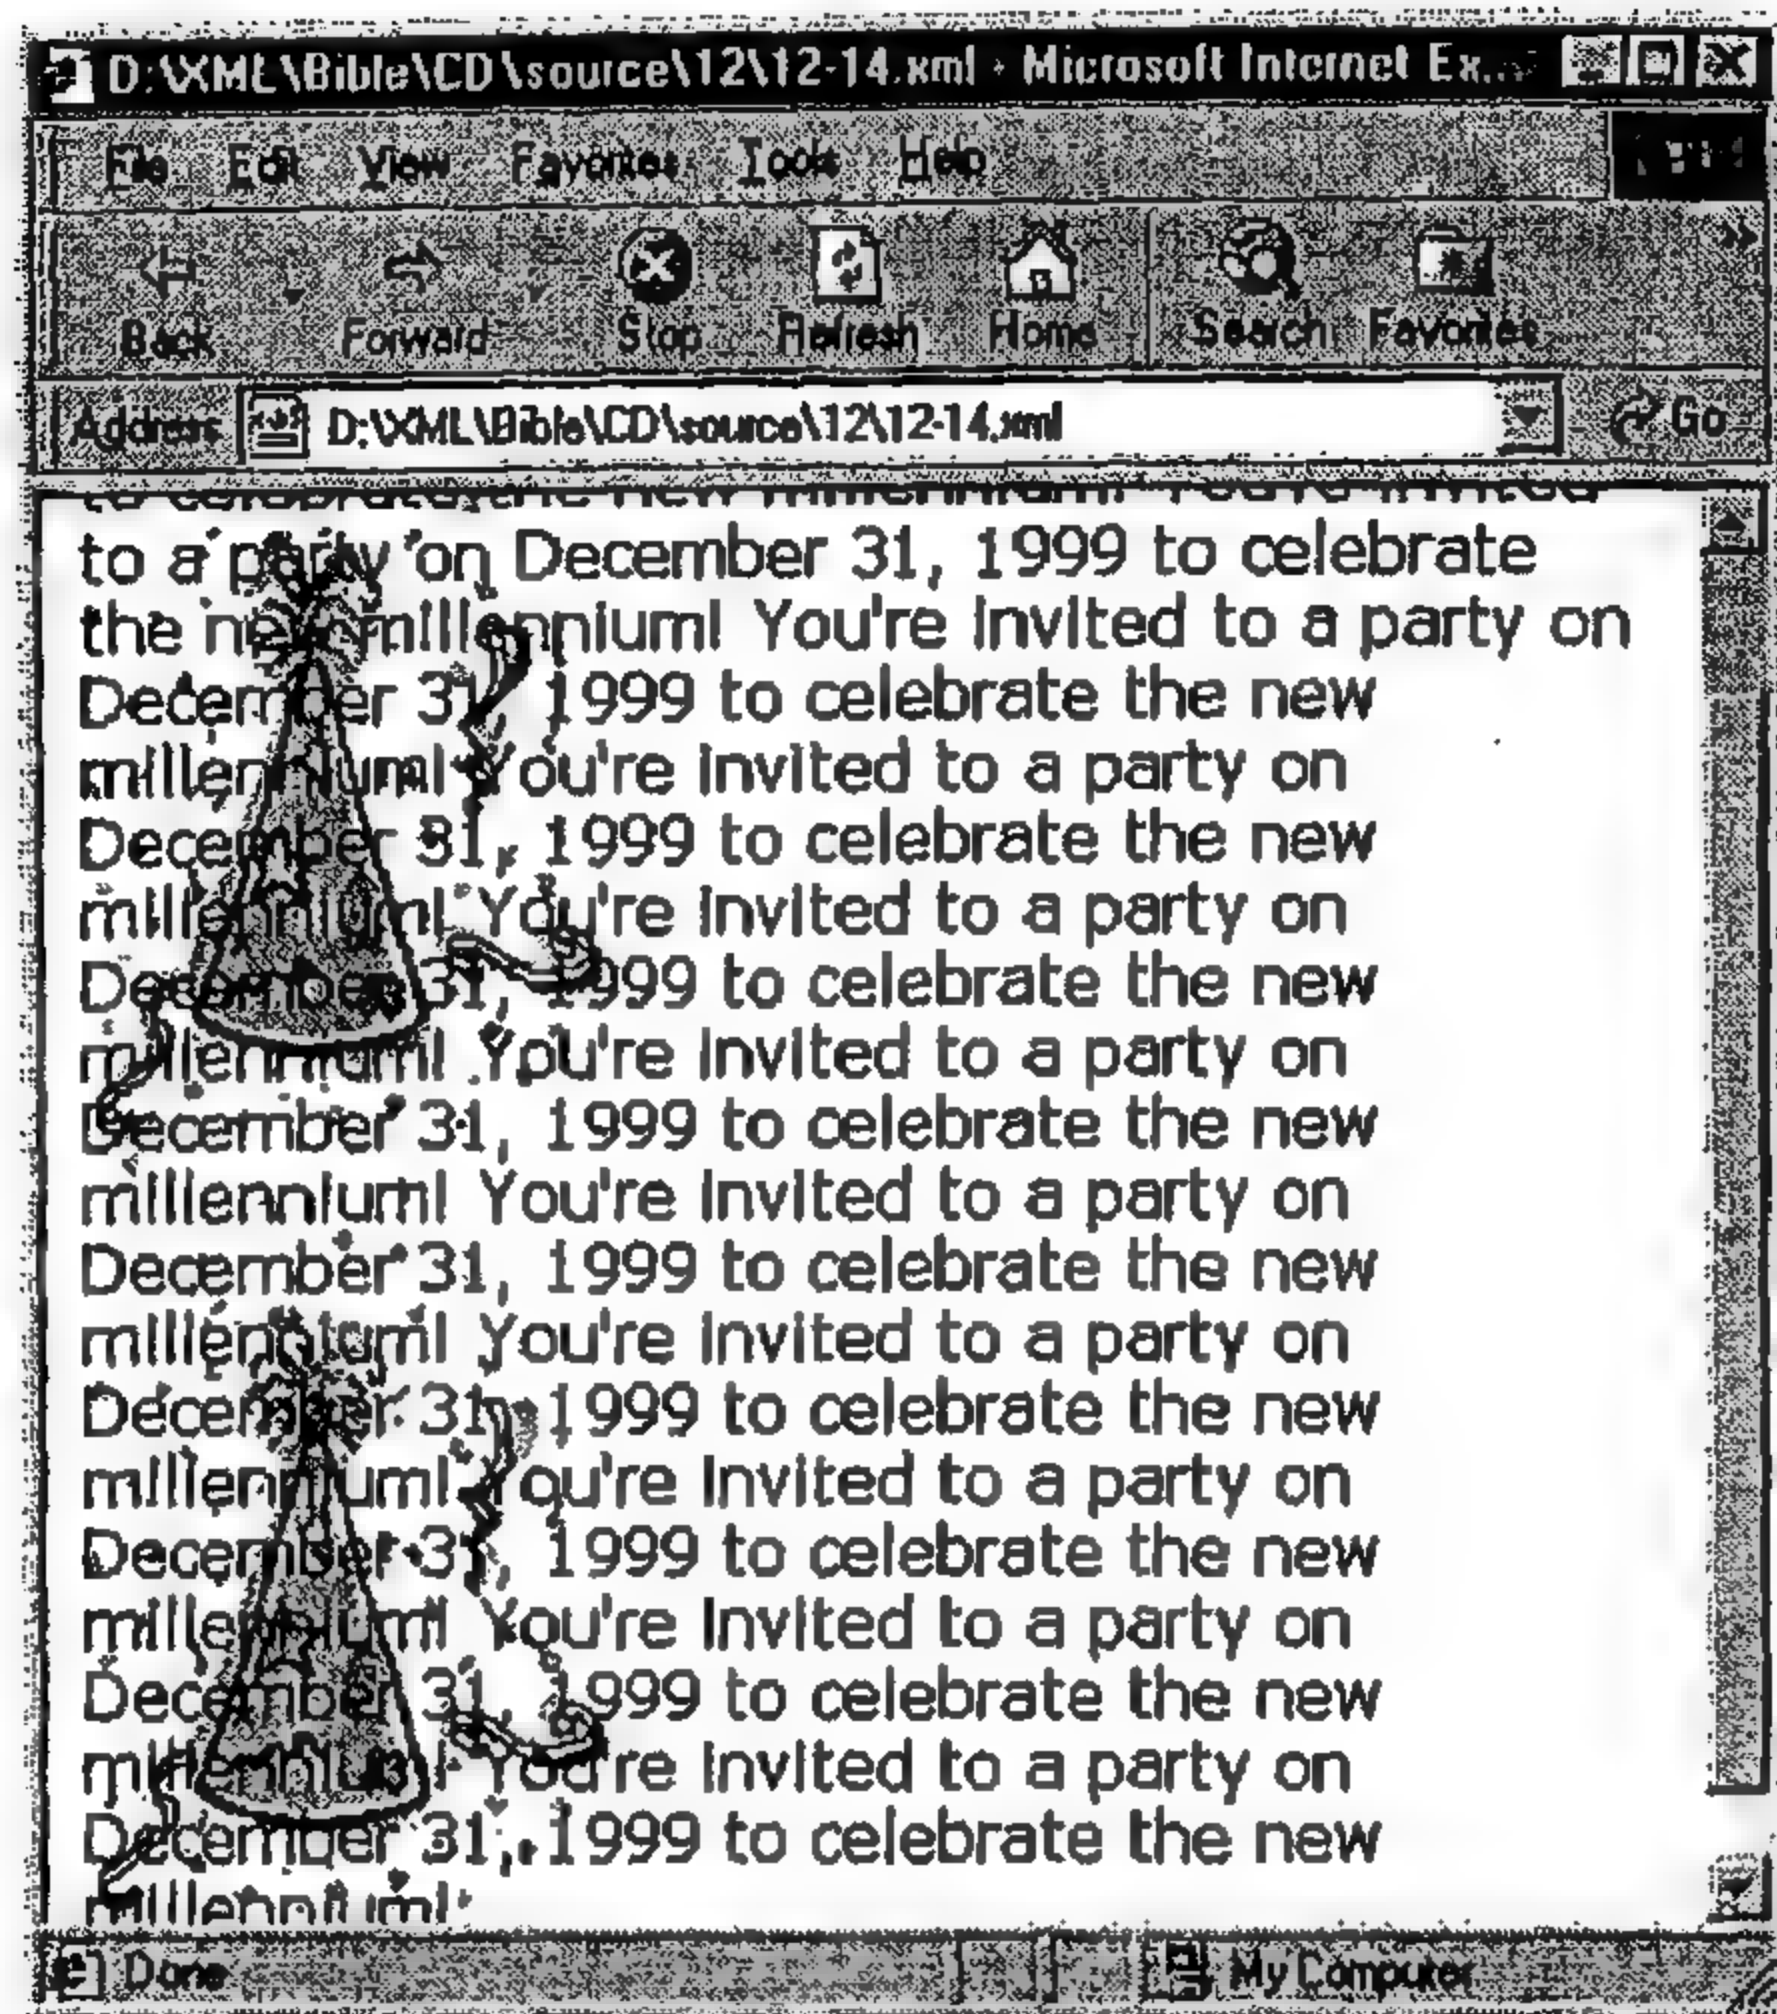 D:\XML\Bible\CD\source\12\12-14.xml - Microsoft Internet Ex...
File Edit View Favorites Tools Help
Back Forward Stop Refresh Home Search Favorites »
Address D:\XML\Bible\CD\source\12\12-14.xml Go
to celebrate the new millennium! You're invited
to a party on December 31, 1999 to celebrate
the new millennium! You're invited to a party on
December 31, 1999 to celebrate the new
millennium! You're invited to a party on
December 31, 1999 to celebrate the new
millennium! You're invited to a party on
December 31, 1999 to celebrate the new
millennium! You're invited to a party on
December 31, 1999 to celebrate the new
millennium! You're invited to a party on
December 31, 1999 to celebrate the new
millennium! You're invited to a party on
December 31, 1999 to celebrate the new
millennium! You're invited to a party on
December 31, 1999 to celebrate the new
millennium! You're invited to a party on
December 31, 1999 to celebrate the new
millennium! You're invited to a party on
December 31, 1999 to celebrate the new
millennium!
Done My Computer